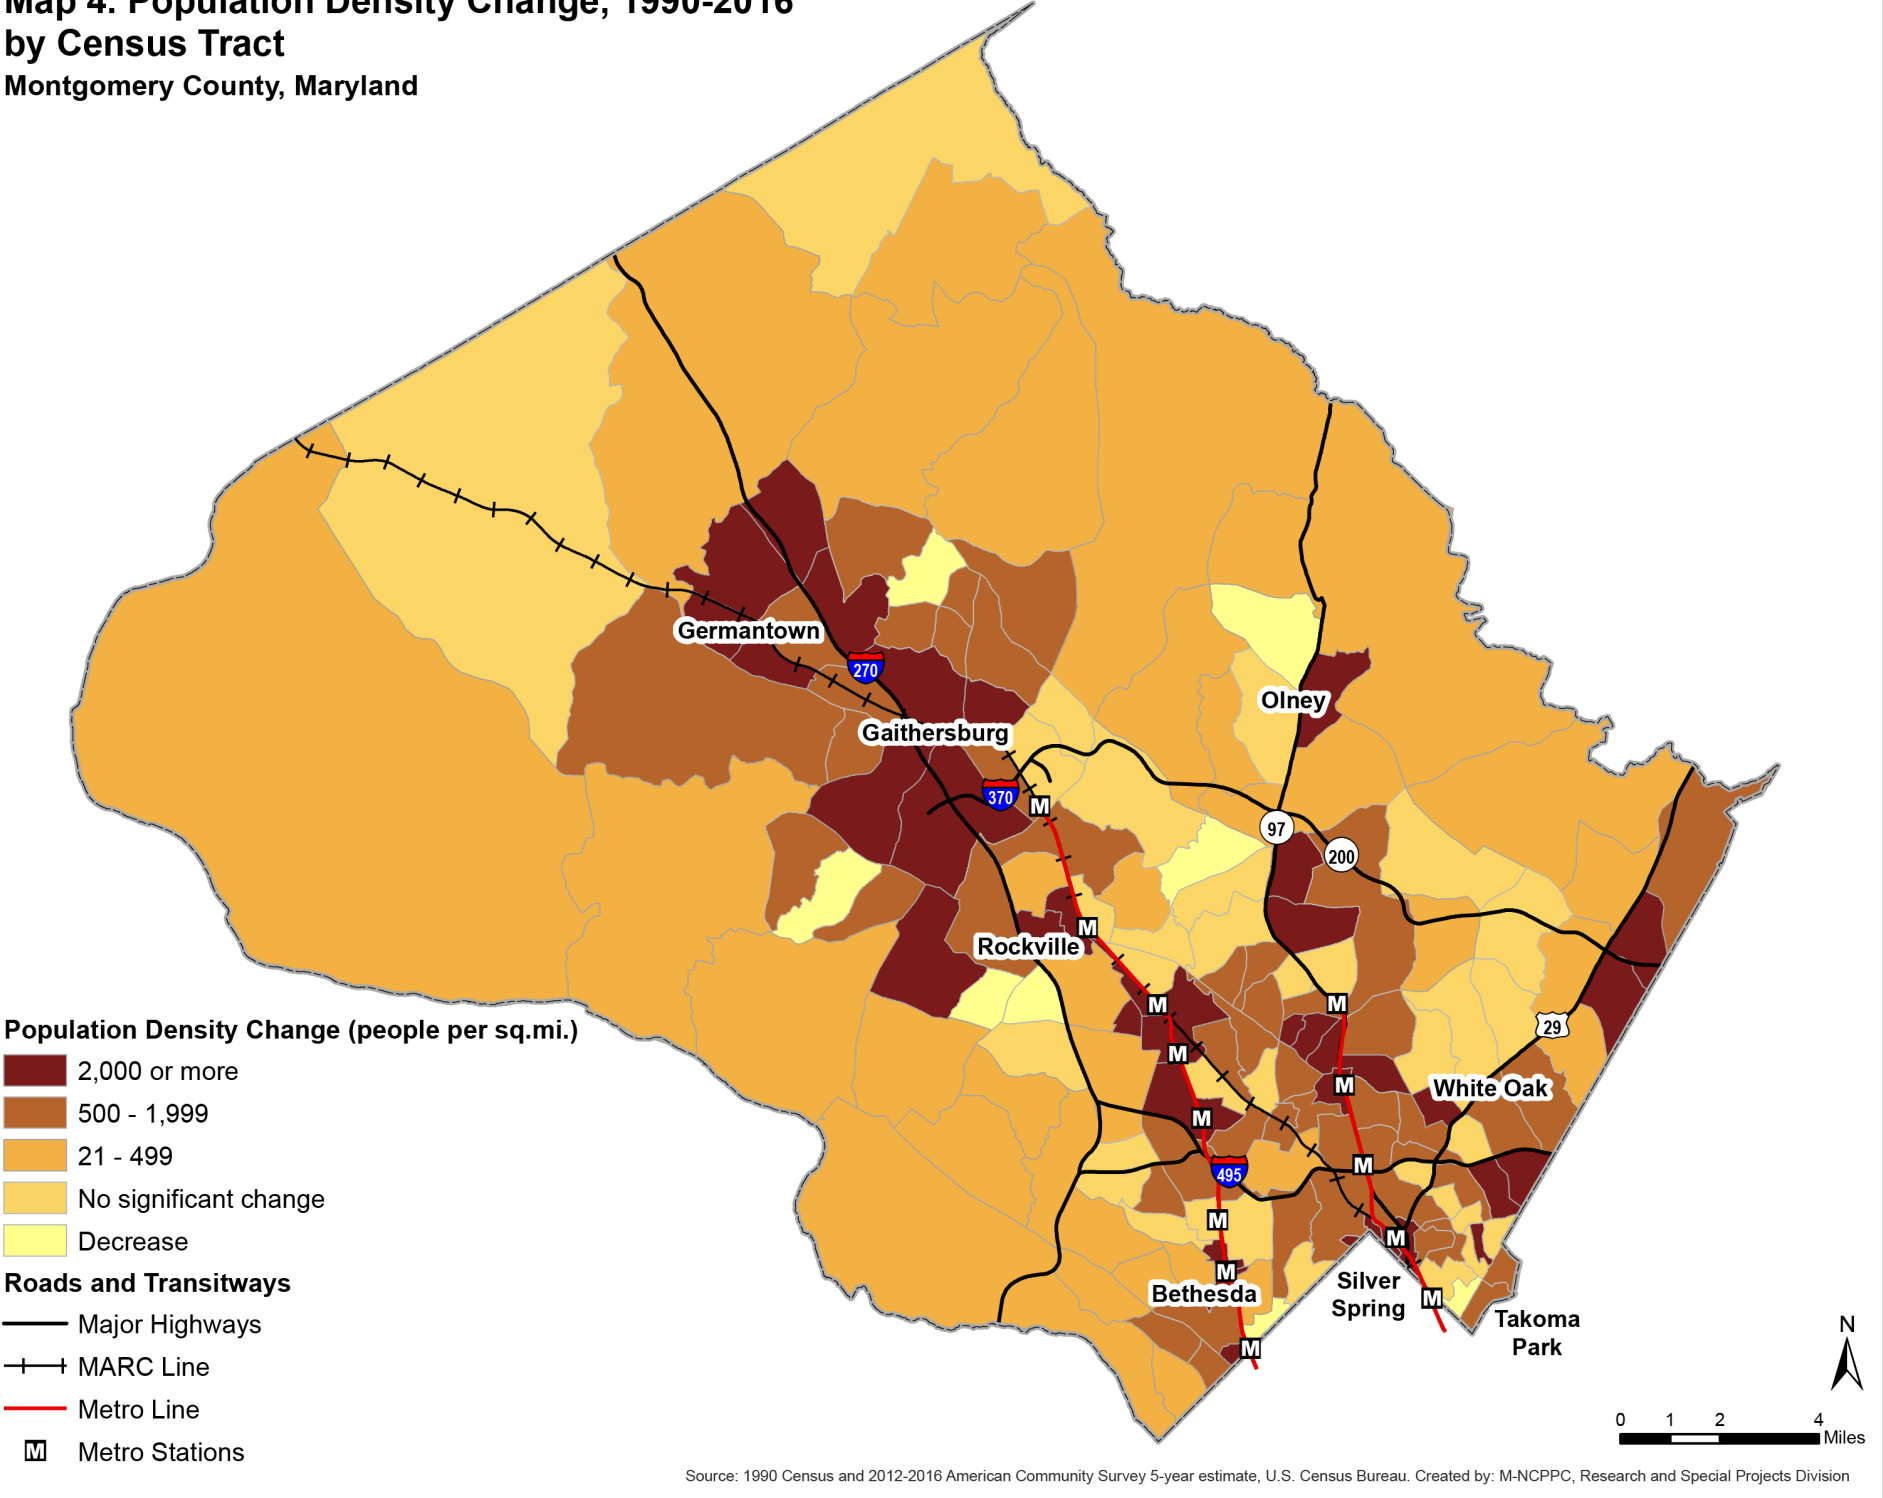 Map 4. Population Density Change, 1990-2016
by Census Tract
Montgomery County, Maryland
Germantown
270
Olney
Gaithersburg
370
M
97
200
M
Rockville
M
M
29
M
M
White Oak
M
M
495
M
M
M
Bethesda
Silver
Spring
M
Takoma
Park
M
Population Density Change (people per sq.mi.)
2,000 or more
500 - 1,999
21 - 499
No significant change
Decrease
Roads and Transitways
Major Highways
MARC Line
Metro Line
M Metro Stations
N
0 1 2 4
Miles
Source: 1990 Census and 2012-2016 American Community Survey 5-year estimate, U.S. Census Bureau. Created by: M-NCPPC, Research and Special Projects Division